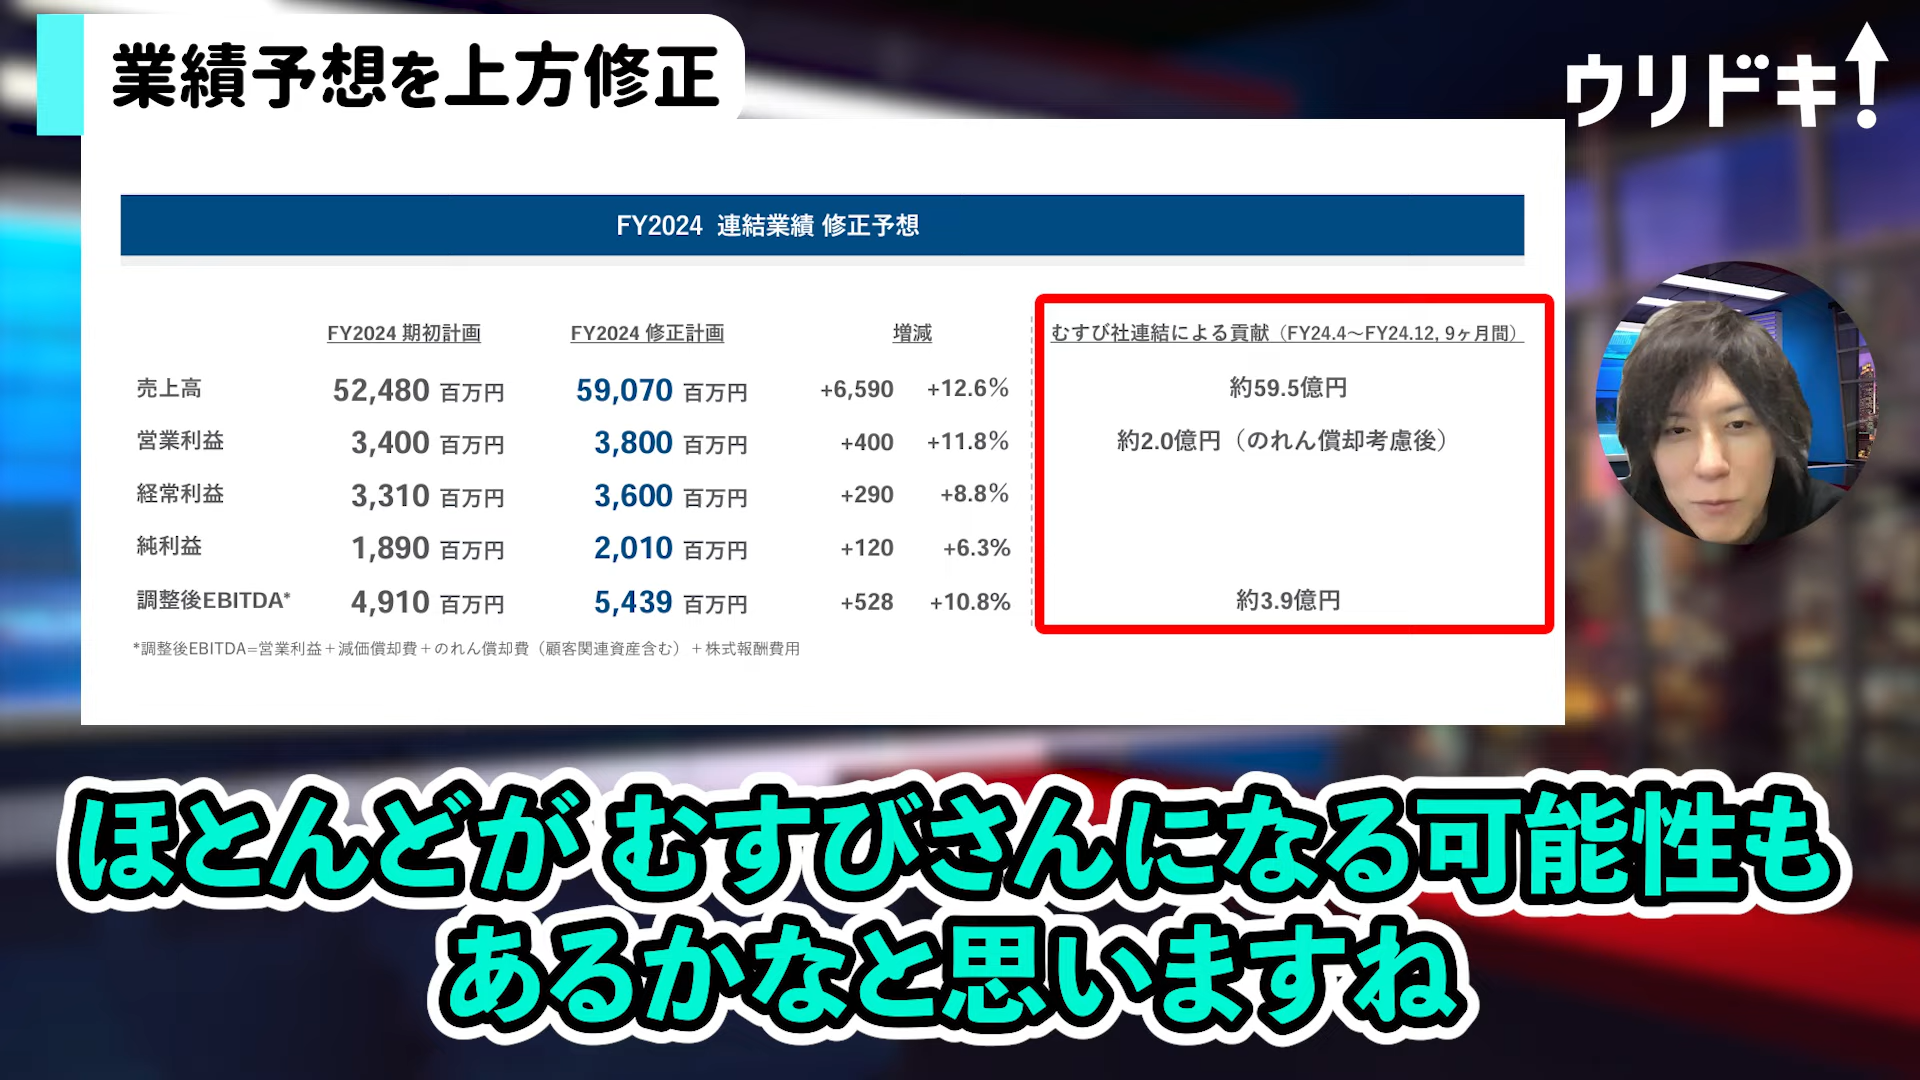 業績予想を上方修正
ウリドキ!
FY2024 連結業績 修正予想
FY2024 期初計画 FY2024 修正計画 増減 むすび社連結による貢献（FY24.4～FY24.12, 9ヶ月間）
売上高 52,480 百万円 59,070 百万円 +6,590 +12.6% 約59.5億円
営業利益 3,400 百万円 3,800 百万円 +400 +11.8% 約2.0億円（のれん償却考慮後）
経常利益 3,310 百万円 3,600 百万円 +290 +8.8%
純利益 1,890 百万円 2,010 百万円 +120 +6.3%
調整後EBITDA* 4,910 百万円 5,439 百万円 +528 +10.8% 約3.9億円
*調整後EBITDA=営業利益＋減価償却費＋のれん償却費（顧客関連資産含む）＋株式報酬費用
ほとんどが むすびさんになる可能性も
あるかなと思いますね